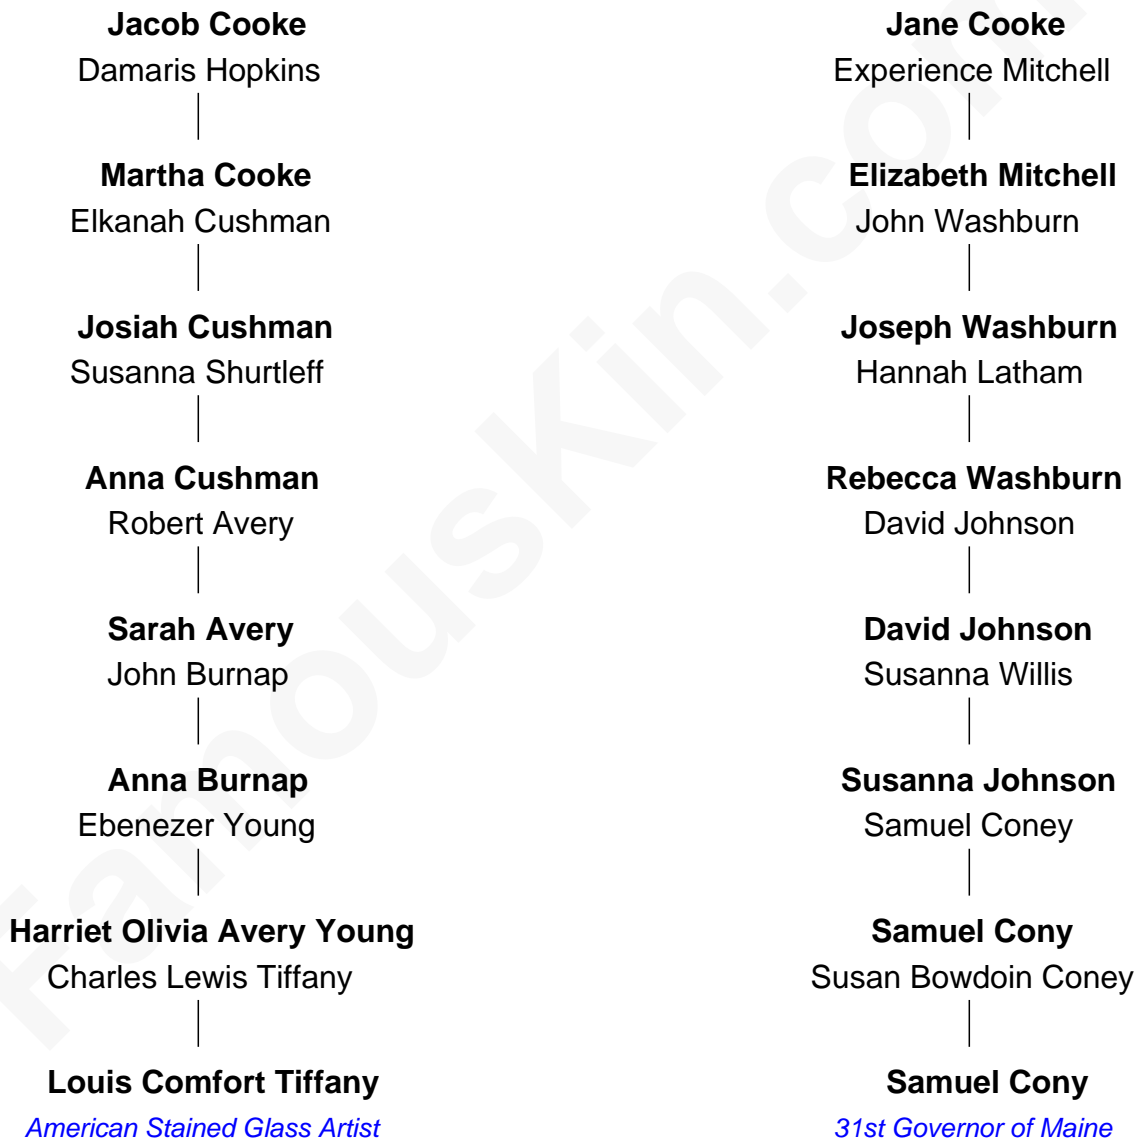 Jacob Cooke
Damaris Hopkins
Martha Cooke
Elkanah Cushman
Josiah Cushman
Susanna Shurtleff
Anna Cushman
Robert Avery
Sarah Avery
John Burnap
Anna Burnap
Ebenezer Young
Harriet Olivia Avery Young
Charles Lewis Tiffany
Louis Comfort Tiffany
American Stained Glass Artist
Jane Cooke
Experience Mitchell
Elizabeth Mitchell
John Washburn
Joseph Washburn
Hannah Latham
Rebecca Washburn
David Johnson
David Johnson
Susanna Willis
Susanna Johnson
Samuel Coney
Samuel Cony
Susan Bowdoin Coney
Samuel Cony
31st Governor of Maine
FamousKin.com